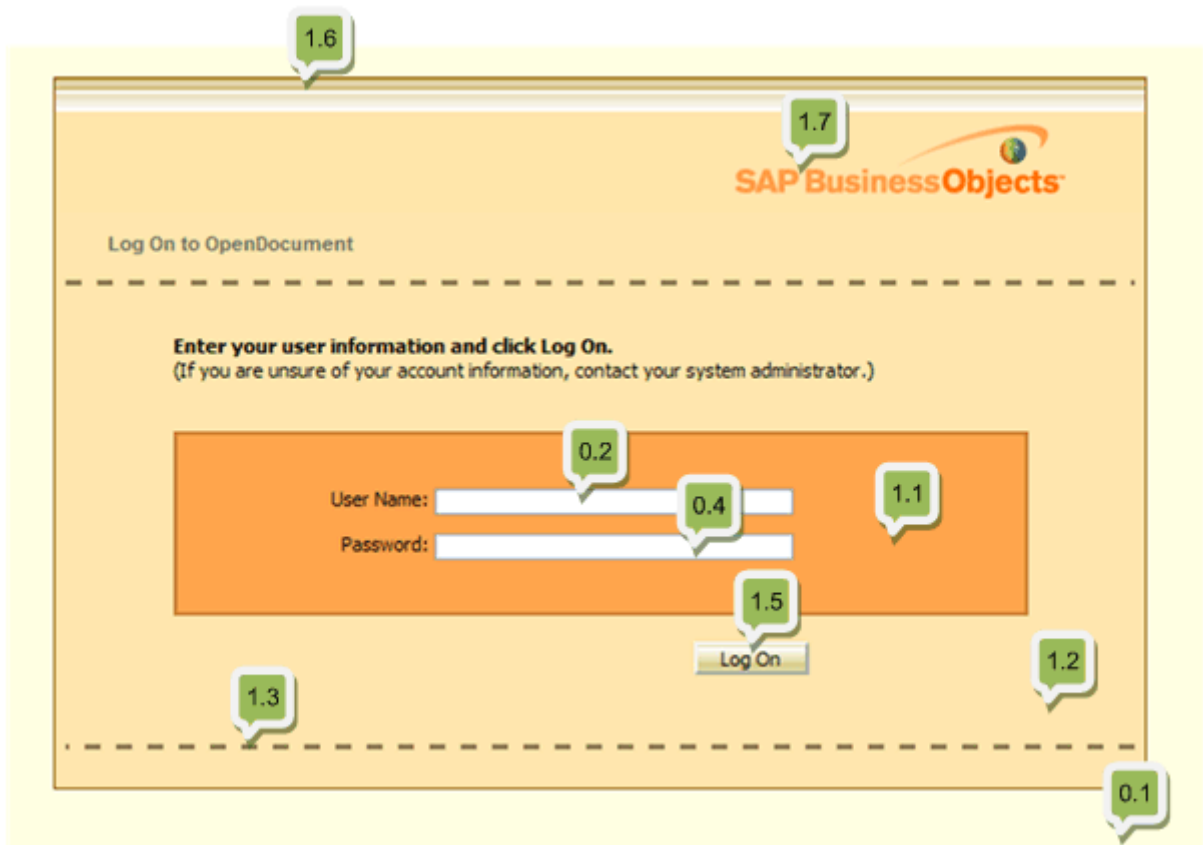 1.6
1.7
SAP BusinessObjects
Log On to OpenDocument
Enter your user information and click Log On.
(If you are unsure of your account information, contact your system administrator.)
0.2
User Name:
0.4
1.1
Password:
1.5
Log On
1.2
1.3
0.1